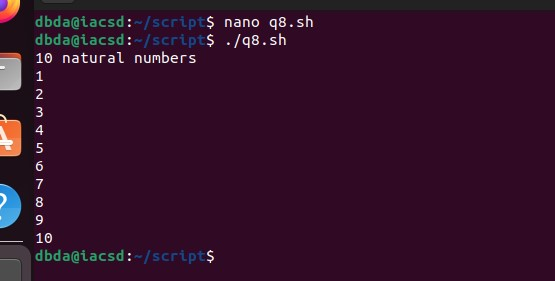 dbda@iacsd:~/script$ nano q8.sh
dbda@iacsd:~/script$ ./q8.sh
10 natural numbers
1
2
3
4
5
6
7
8
9
10
dbda@iacsd:~/script$